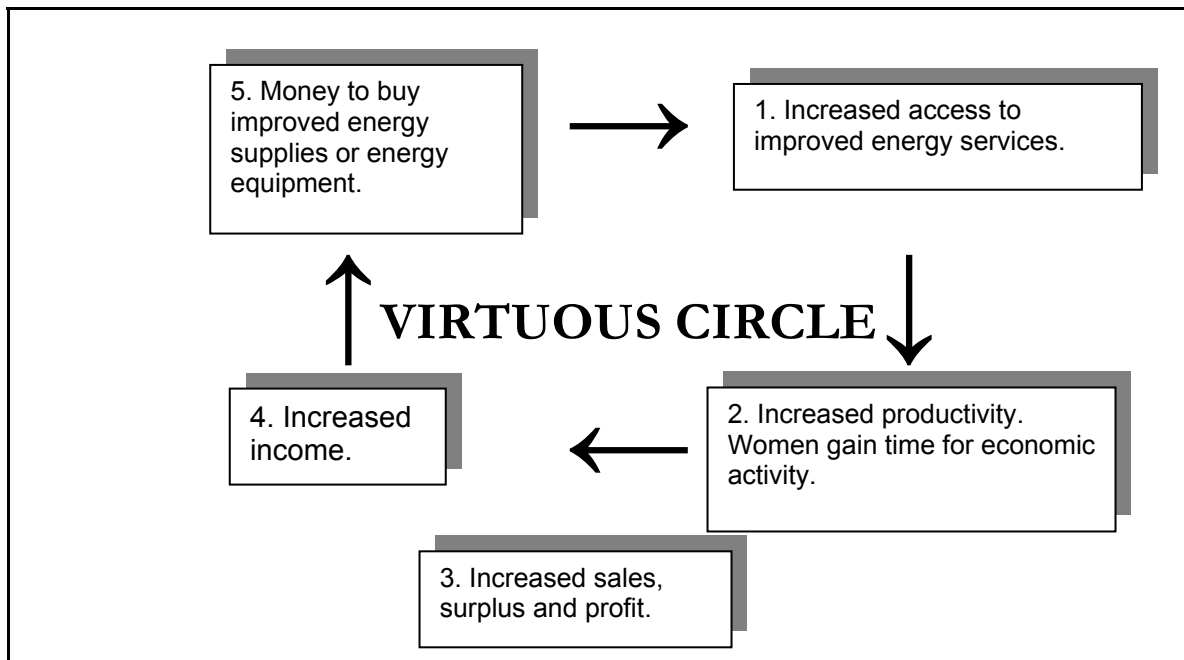 5. Money to buy
improved energy
supplies or energy
equipment.
1. Increased access to
improved energy services.
VIRTUOUS CIRCLE
4. Increased
income.
2. Increased productivity.
Women gain time for economic
activity.
3. Increased sales,
surplus and profit.